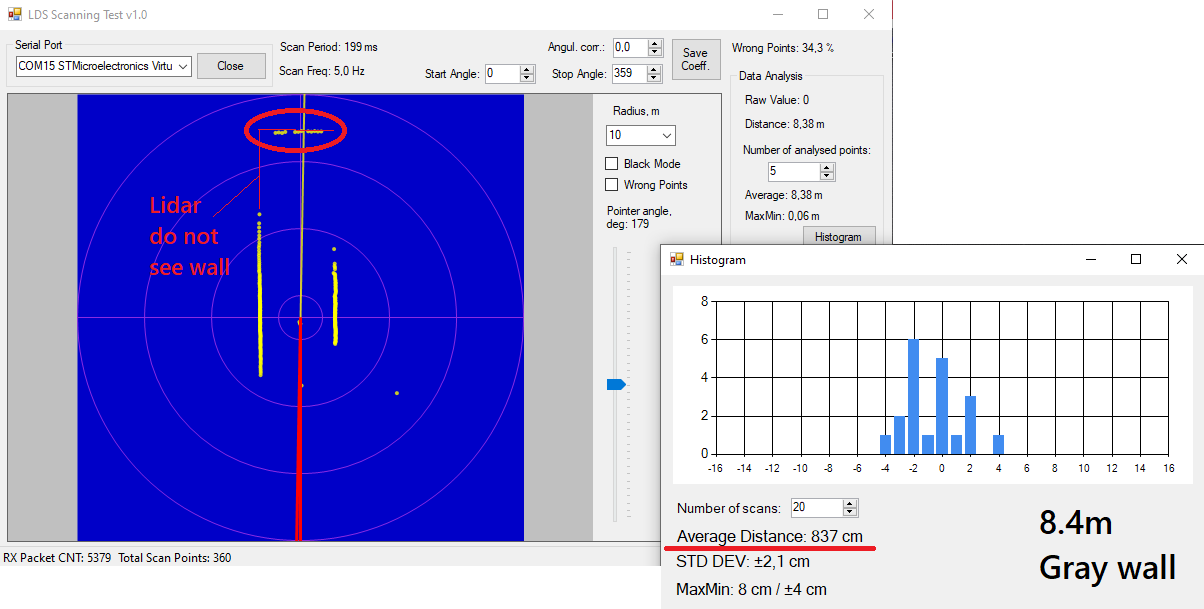 LDS Scanning Test v1.0
Serial Port
COM15 STMicroelectronics Virtu
Close
Scan Period: 199 ms
Scan Freq: 5,0 Hz
Angul. corr.: 0,0
Start Angle: 0
Stop Angle: 359
Save
Coeff.
Wrong Points: 34,3 %
Data Analysis
Raw Value: 0
Distance: 8,38 m
Number of analysed points:
5
Average: 8,38 m
MaxMin: 0,06 m
Histogram
Radius, m
10
Black Mode
Wrong Points
Pointer angle,
deg: 179
Lidar
do not
see wall
RX Packet CNT: 5379 Total Scan Points: 360
Histogram
8
6
4
2
0
-16 -14 -12 -10 -8 -6 -4 -2 0 2 4 6 8 10 12 14 16
Number of scans: 20
Average Distance: 837 cm
STD DEV: ±2,1 cm
MaxMin: 8 cm / ±4 cm
8.4m
Gray wall